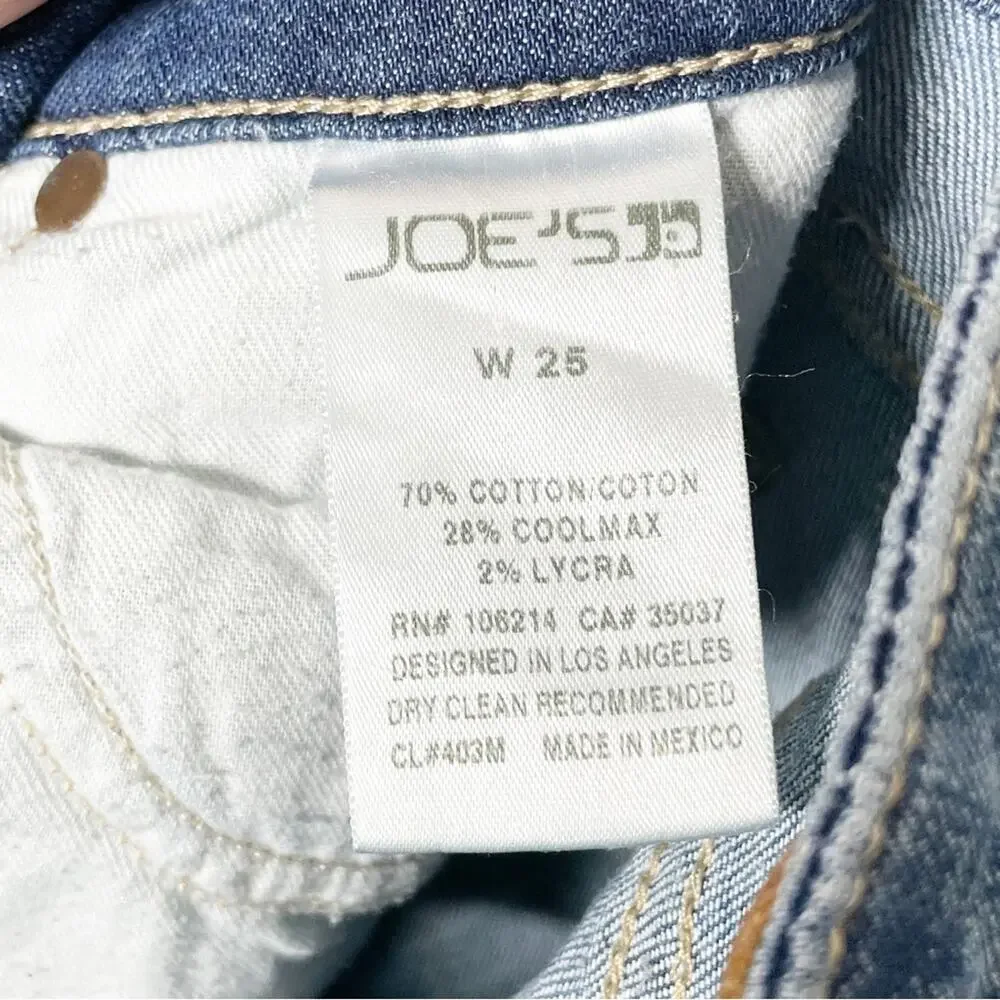 JOE'S
W 25
70% COTTON/COTON
28% COOLMAX
2% LYCRA
RN# 106214 CA# 35037
DESIGNED IN LOS ANGELES
DRY CLEAN RECOMMENDED
CL#403M MADE IN MEXICO